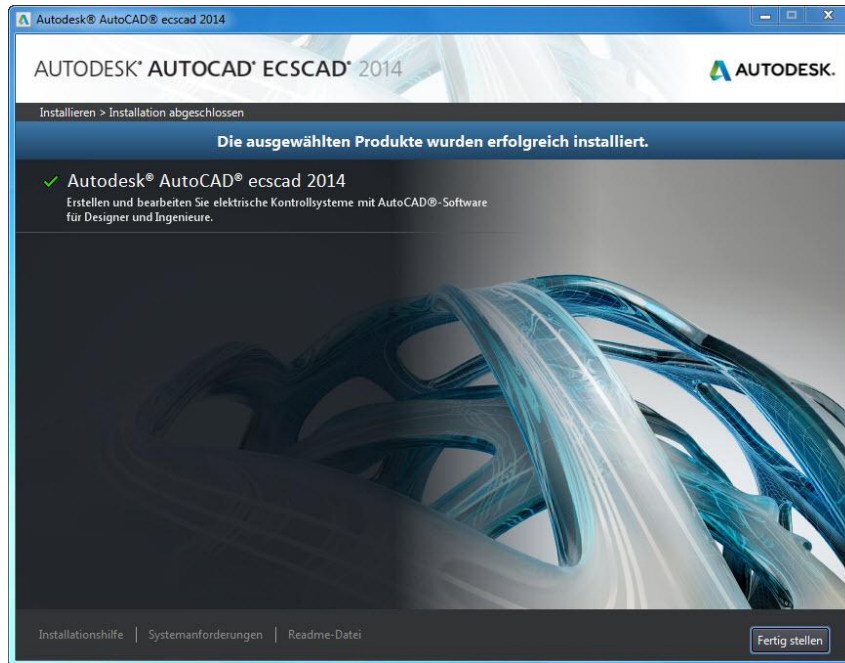 Autodesk® AutoCAD® ecscad 2014
AUTODESK® AUTOCAD® ECSCAD® 2014
AUTODESK.
Installieren > Installation abgeschlossen
Die ausgewählten Produkte wurden erfolgreich installiert.
Autodesk® AutoCAD® ecscad 2014
Erstellen und bearbeiten Sie elektrische Kontrollsysteme mit AutoCAD®-Software
für Designer und Ingenieure.
Installationshilfe | Systemanforderungen | Readme-Datei
Fertig stellen